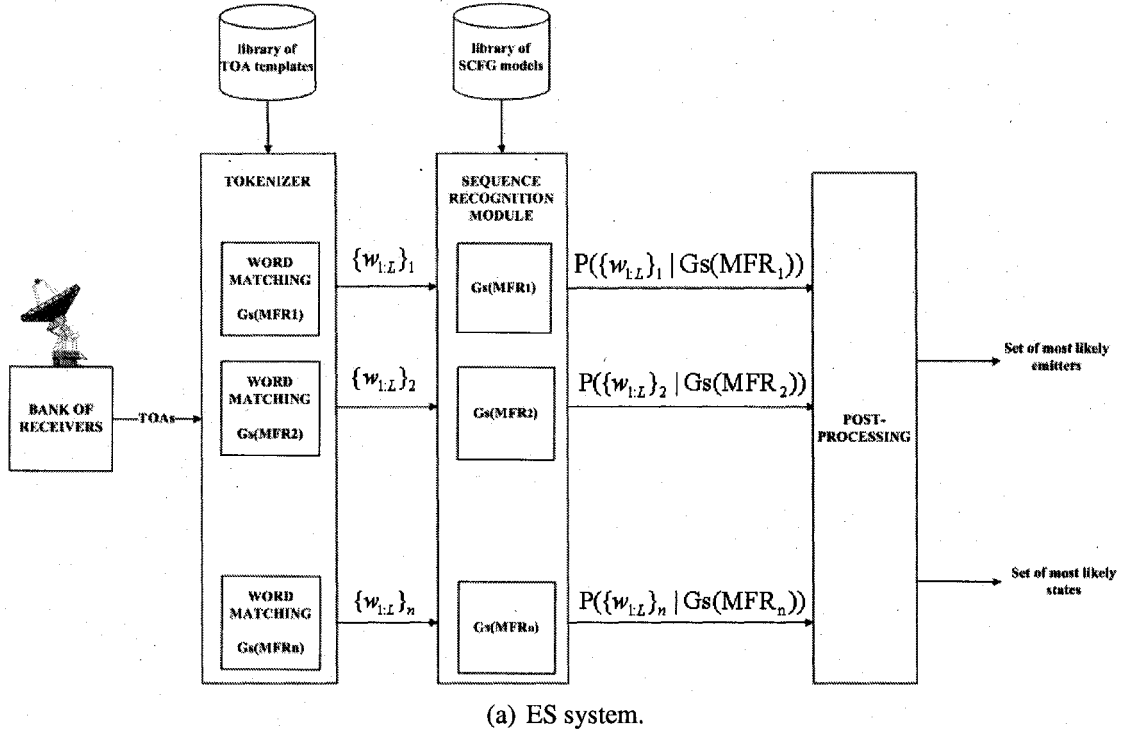 library of
TOA templates
library of
SCFG models
TOKENIZER
SEQUENCE
RECOGNITION
MODULE
WORD
MATCHING
Gs(MFR1)
{w1:L}1
Gs(MFR1)
P({w1:L}1 | Gs(MFR1))
BANK OF
RECEIVERS
TOAs
WORD
MATCHING
Gs(MFR2)
{w1:L}2
Gs(MFR2)
P({w1:L}2 | Gs(MFR2))
WORD
MATCHING
Gs(MFRn)
{w1:L}n
Gs(MFRn)
P({w1:L}n | Gs(MFRn))
POST-
PROCESSING
Set of most likely
emitters
Set of most likely
states
(a) ES system.